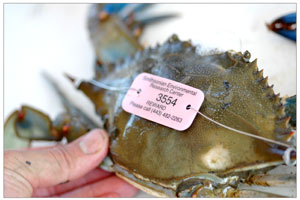 Smithsonian Environmental
Research Center
3554
REWARD
Please call (443) 482-2263